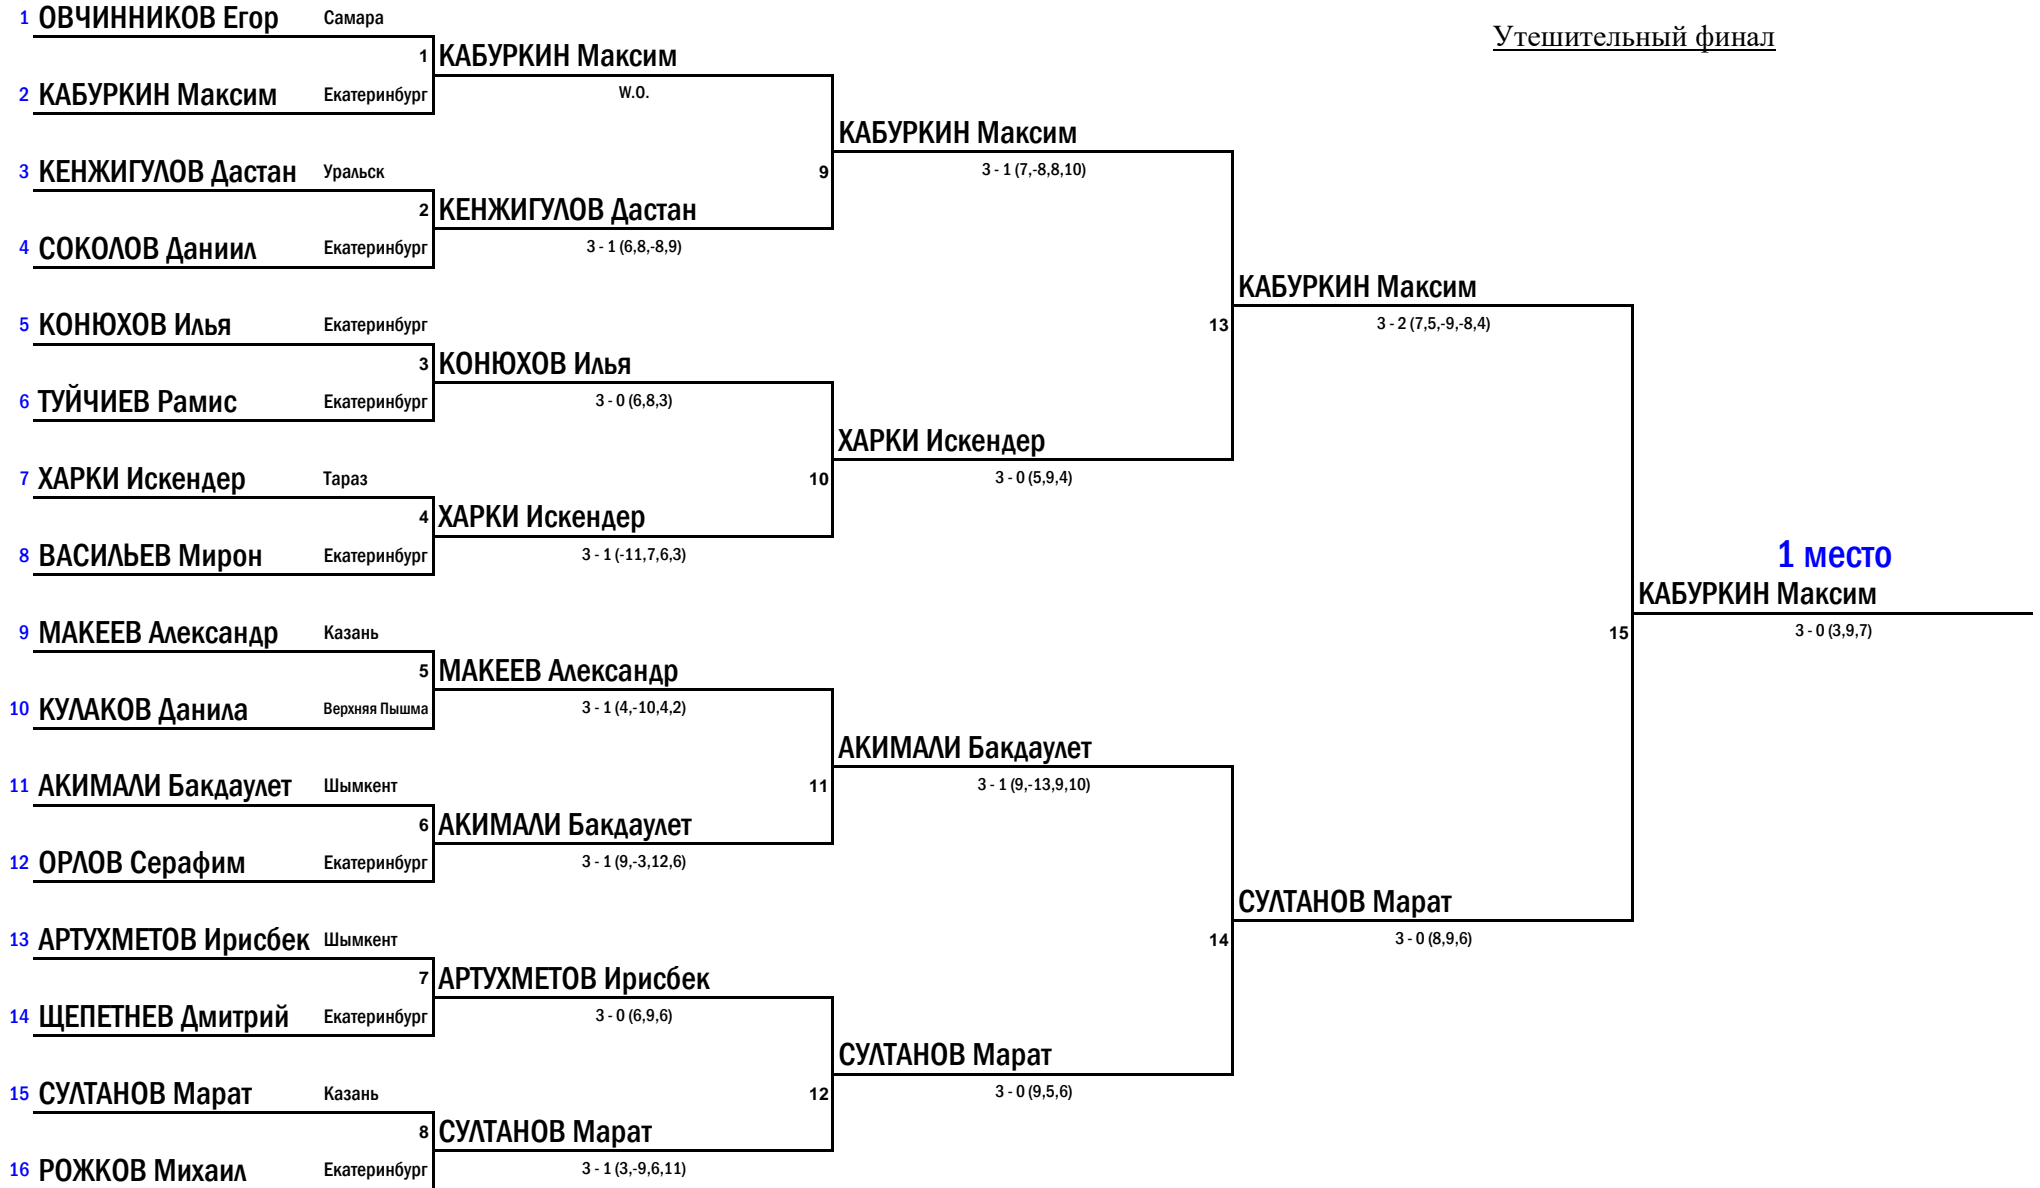 1 ОВЧИННИКОВ Егор Самара
Утешительный финал
1 КАБУРКИН Максим
2 КАБУРКИН Максим Екатеринбург W.O.
КАБУРКИН Максим
3 КЕНЖИГУЛОВ Дастан Уральск 9 3 - 1 (7,-8,8,10)
2 КЕНЖИГУЛОВ Дастан
4 СОКОЛОВ Даниил Екатеринбург 3 - 1 (6,8,-8,9)
КАБУРКИН Максим
5 КОНЮХОВ Илья Екатеринбург 13 3 - 2 (7,5,-9,-8,4)
3 КОНЮХОВ Илья
6 ТУЙЧИЕВ Рамис Екатеринбург 3 - 0 (6,8,3)
ХАРКИ Искендер
7 ХАРКИ Искендер Тараз 10 3 - 0 (5,9,4)
4 ХАРКИ Искендер
8 ВАСИЛЬЕВ Мирон Екатеринбург 3 - 1 (-11,7,6,3) 1 место
КАБУРКИН Максим
9 МАКЕЕВ Александр Казань 15 3 - 0 (3,9,7)
5 МАКЕЕВ Александр
10 КУЛАКОВ Данила Верхняя Пышма 3 - 1 (4,-10,4,2)
АКИМАЛИ Бакдаулет
11 АКИМАЛИ Бакдаулет Шымкент 11 3 - 1 (9,-13,9,10)
6 АКИМАЛИ Бакдаулет
12 ОРЛОВ Серафим Екатеринбург 3 - 1 (9,-3,12,6)
СУЛТАНОВ Марат
13 АРТУХМЕТОВ Ирисбек Шымкент 14 3 - 0 (8,9,6)
7 АРТУХМЕТОВ Ирисбек
14 ЩЕПЕТНЕВ Дмитрий Екатеринбург 3 - 0 (6,9,6)
СУЛТАНОВ Марат
15 СУЛТАНОВ Марат Казань 12 3 - 0 (9,5,6)
8 СУЛТАНОВ Марат
16 РОЖКОВ Михаил Екатеринбург 3 - 1 (3,-9,6,11)